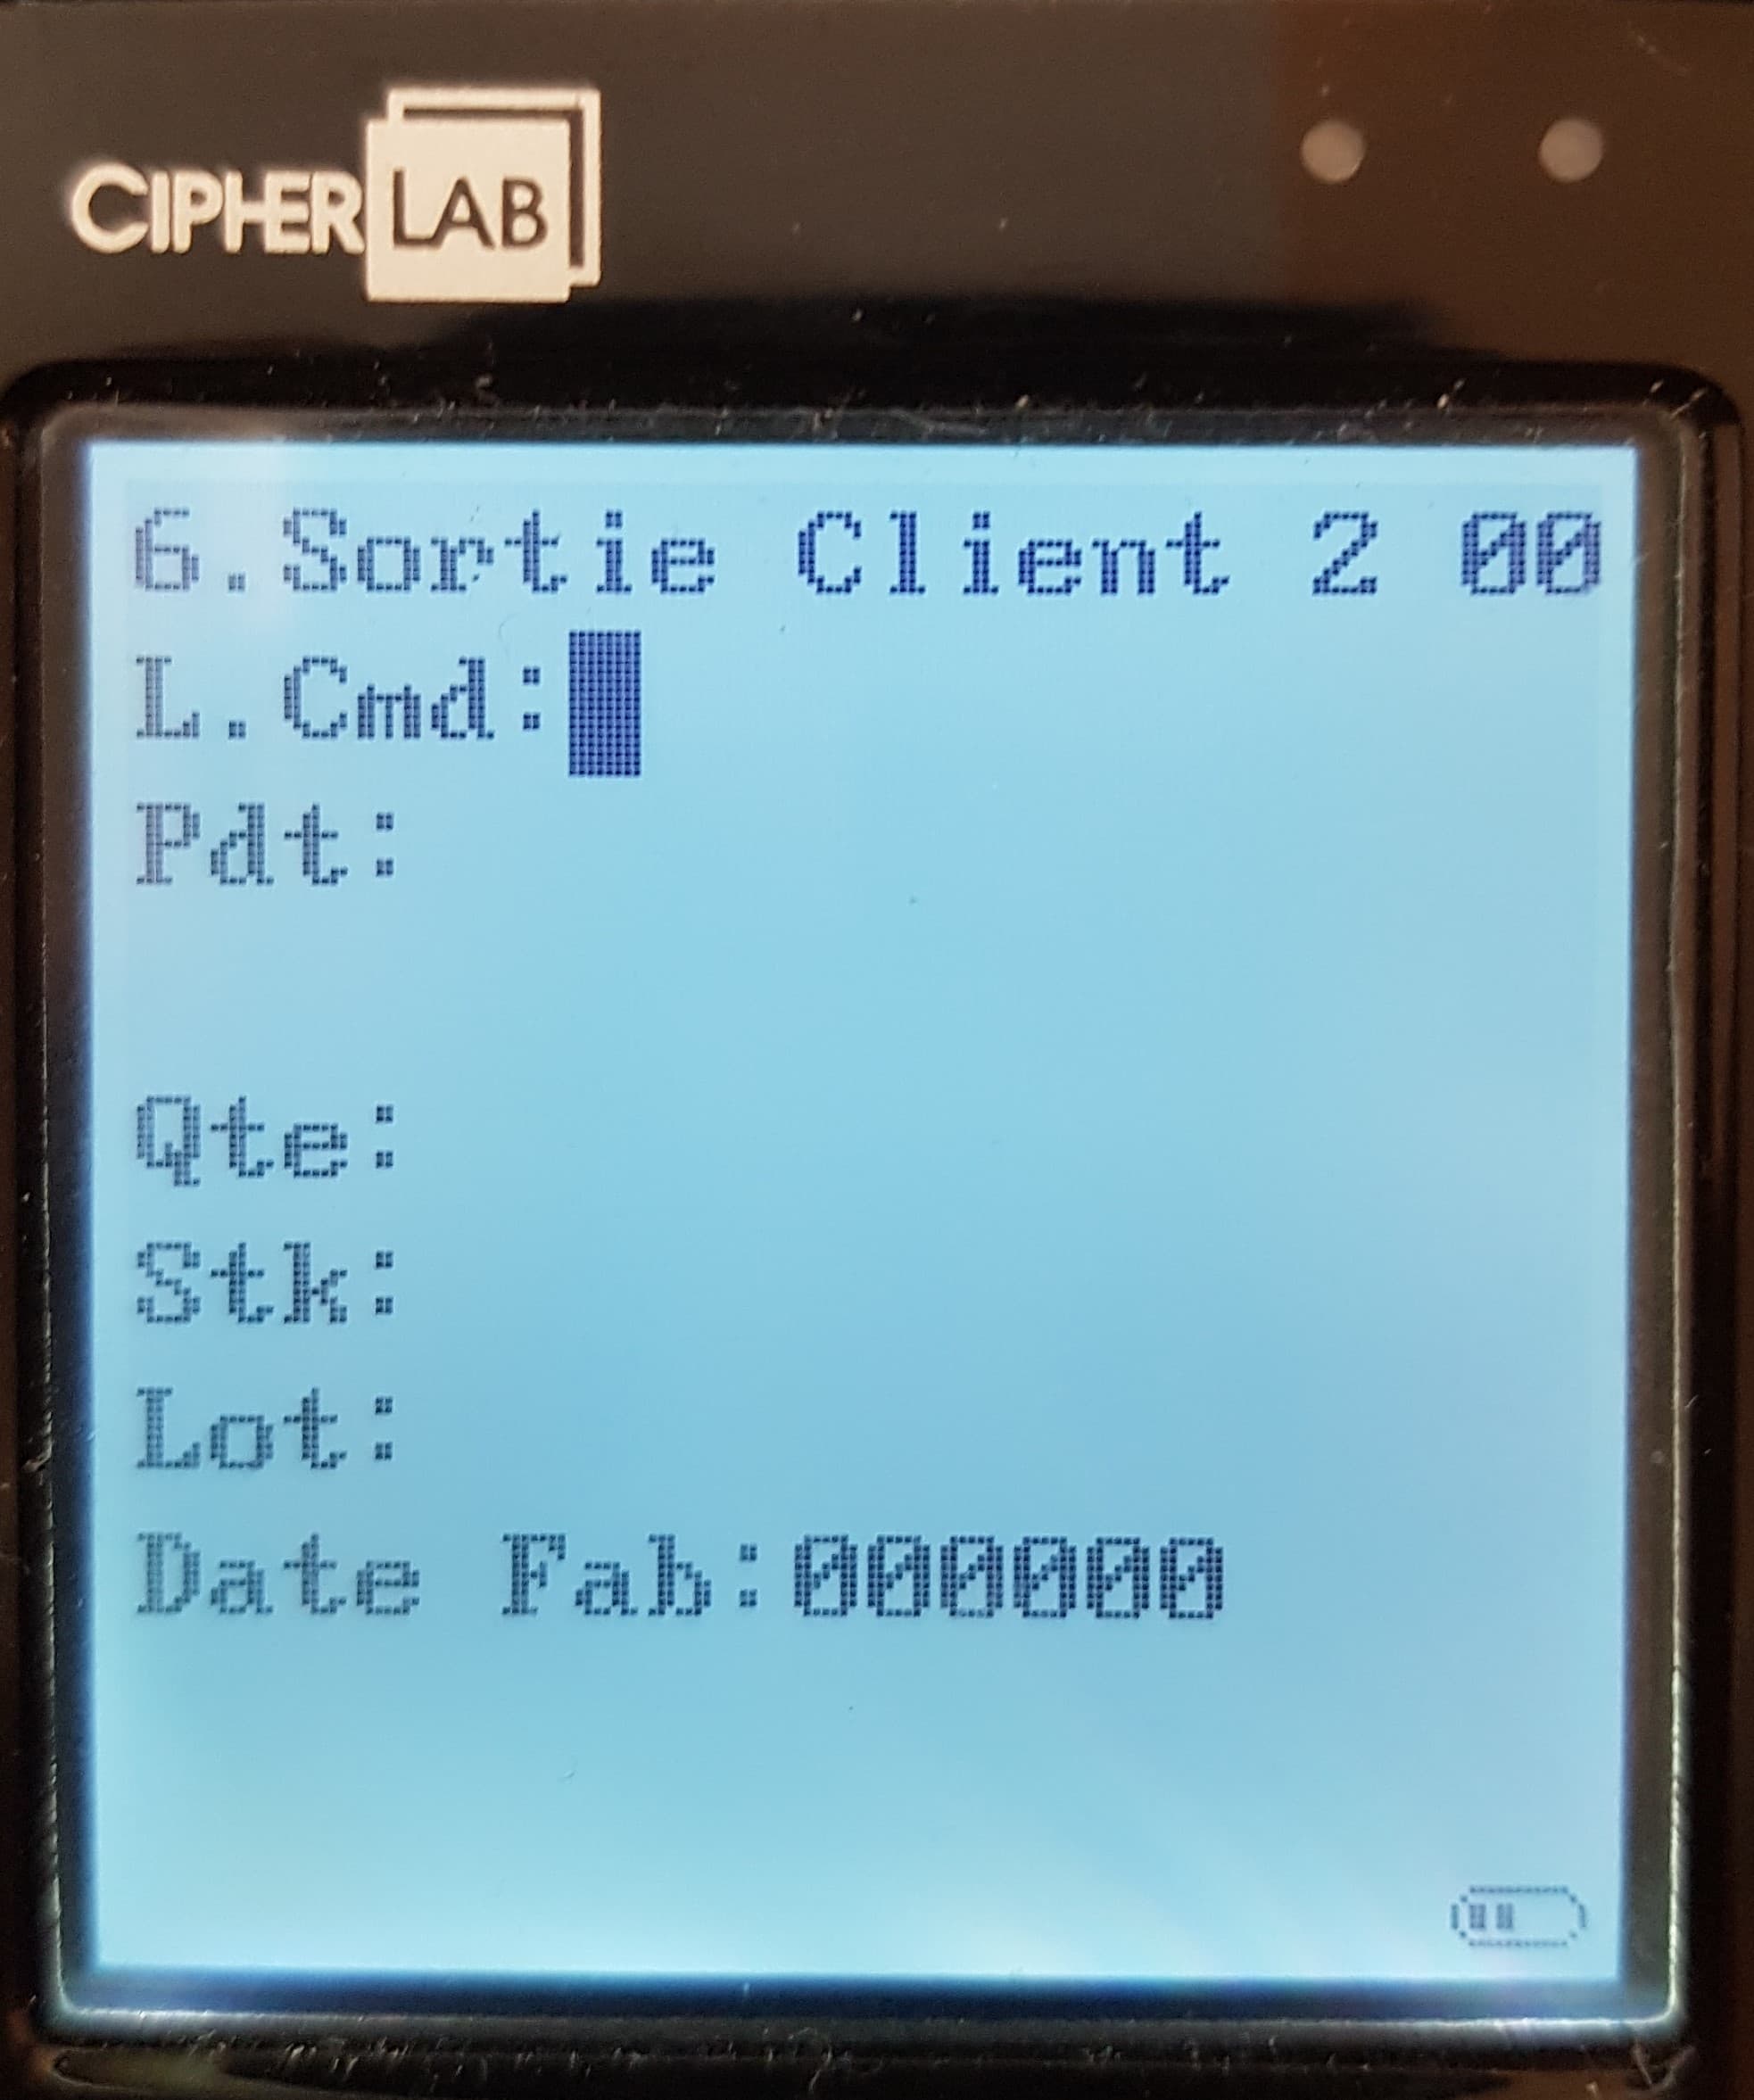 CIPHERLAB
6.Sortie Client 2 00
L.Cmd:
Pdt:
Qte:
Stk:
Lot:
Date Fab:000000